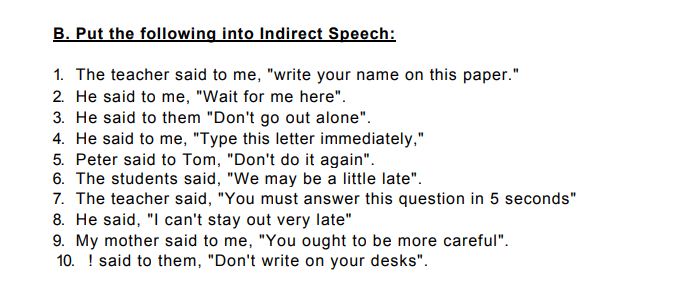 B. Put the following into Indirect Speech:
1. The teacher said to me, "write your name on this paper."
2. He said to me, "Wait for me here".
3. He said to them "Don't go out alone".
4. He said to me, "Type this letter immediately,"
5. Peter said to Tom, "Don't do it again".
6. The students said, "We may be a little late".
7. The teacher said, "You must answer this question in 5 seconds"
8. He said, "I can't stay out very late"
9. My mother said to me, "You ought to be more careful".
10. ! said to them, "Don't write on your desks".